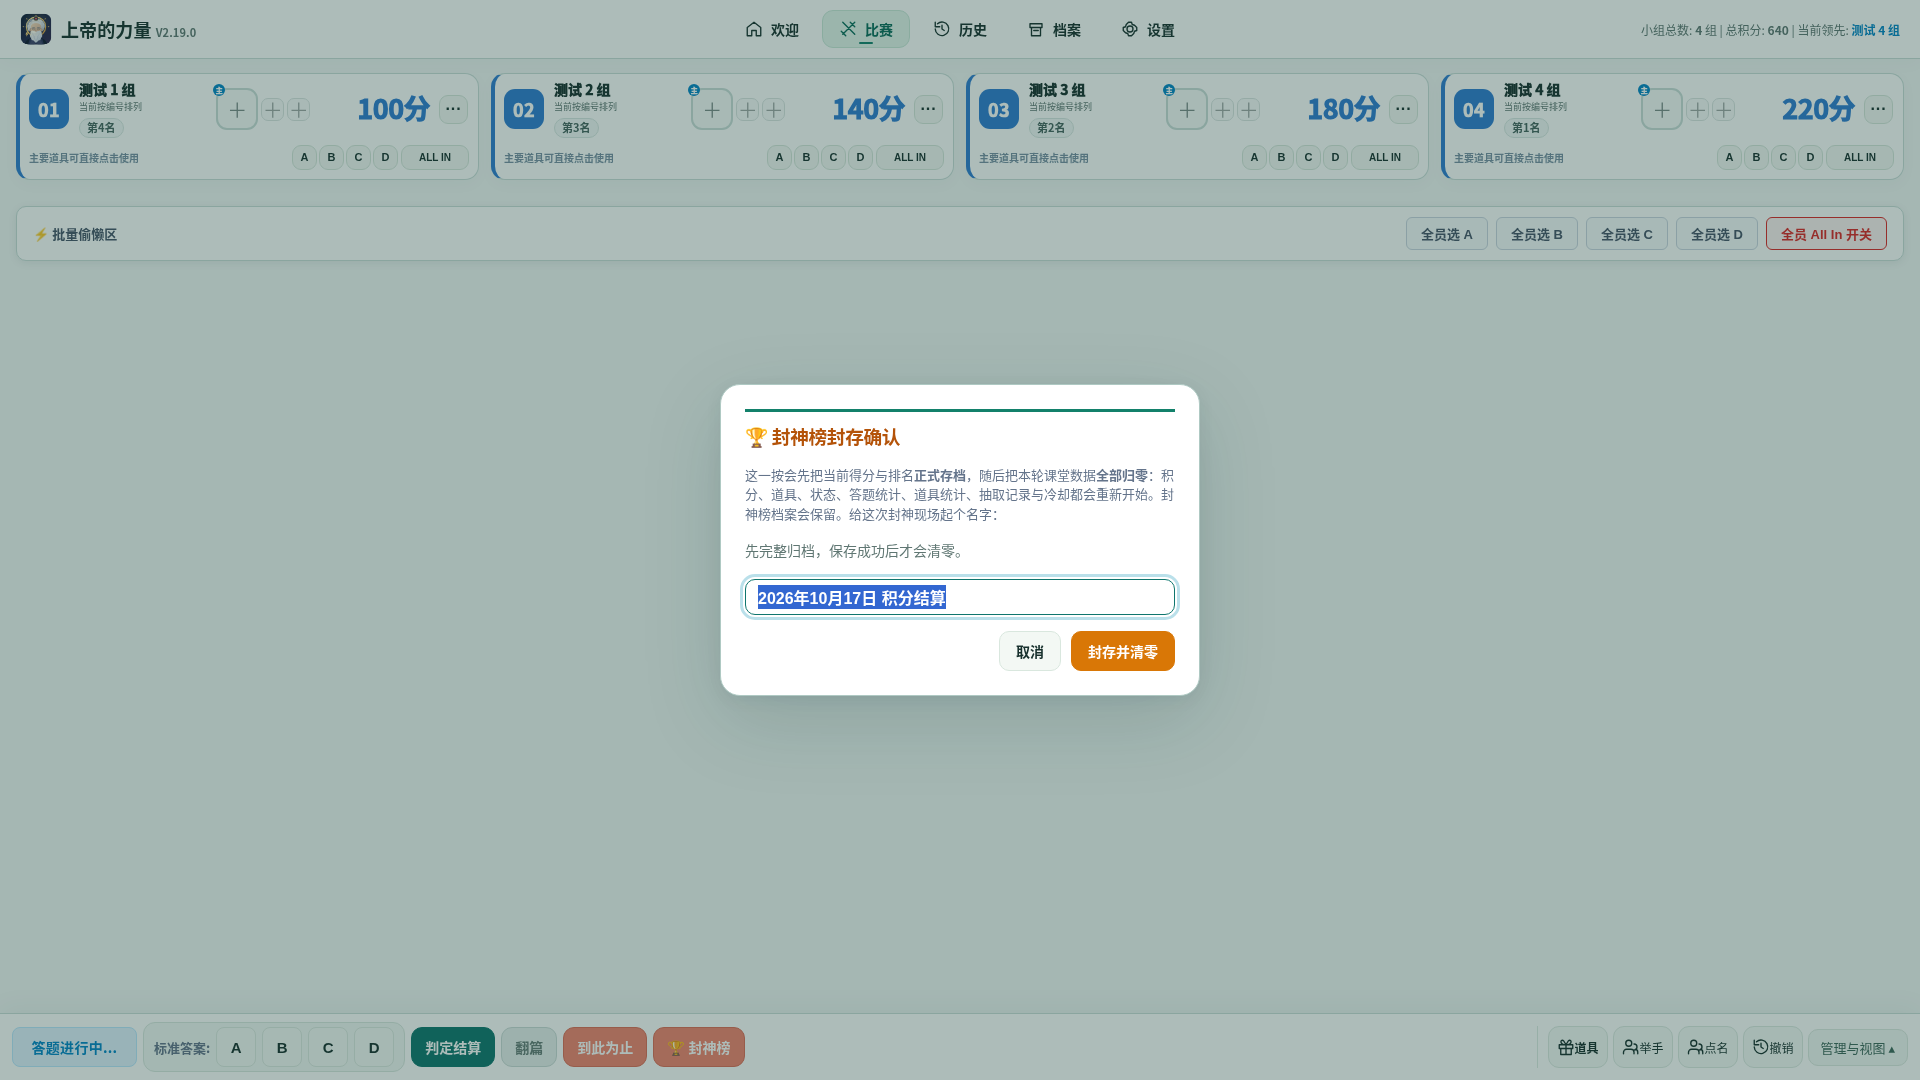 上帝的力量 V2.19.0
欢迎
比赛
历史
档案
设置
小组总数: 4 组 | 总积分: 640 | 当前领先: 测试 4 组
01
测试 1 组
当前按编号排列
第4名
主
100分
主要道具可直接点击使用
A B C D ALL IN
02
测试 2 组
当前按编号排列
第3名
主
140分
主要道具可直接点击使用
A B C D ALL IN
03
测试 3 组
当前按编号排列
第2名
主
180分
主要道具可直接点击使用
A B C D ALL IN
04
测试 4 组
当前按编号排列
第1名
主
220分
主要道具可直接点击使用
A B C D ALL IN
⚡ 批量偷懒区
全员选 A
全员选 B
全员选 C
全员选 D
全员 All In 开关
🏆 封神榜封存确认
这一按会先把当前得分与排名正式存档，随后把本轮课堂数据全部归零：积
分、道具、状态、答题统计、道具统计、抽取记录与冷却都会重新开始。封
神榜档案会保留。给这次封神现场起个名字：
先完整归档，保存成功后才会清零。
2026年10月17日 积分结算
取消
封存并清零
答题进行中...
标准答案: A B C D
判定结算
翻篇
到此为止
🏆 封神榜
道具
举手
点名
撤销
管理与视图 ▴